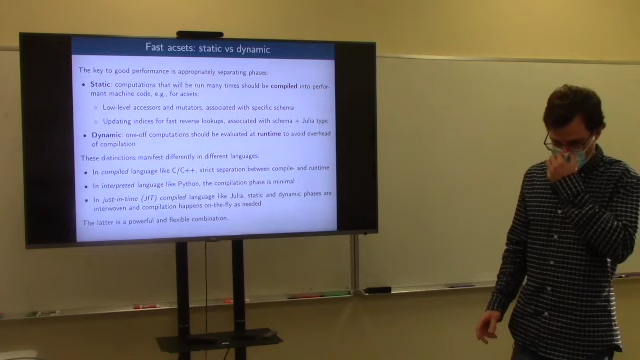 Fast acsets: static vs dynamic
The key to good performance is appropriately separating phases:
• Static: computations that will be run many times should be compiled into perfor-
mant machine code, e.g., for acsets:
○ Low-level accessors and mutators, associated with specific schema
○ Updating indices for fast reverse lookups, associated with schema + Julia type
• Dynamic: one-off computations should be evaluated at runtime to avoid overhead
of compilation
These distinctions manifest differently in different languages:
• In compiled language like C/C++, strict separation between compile- and runtime
• In interpreted language like Python, the compilation phase is minimal
• In just-in-time (JIT) compiled language like Julia, static and dynamic phases are
interwoven and compilation happens on-the-fly as needed
The latter is a powerful and flexible combination.